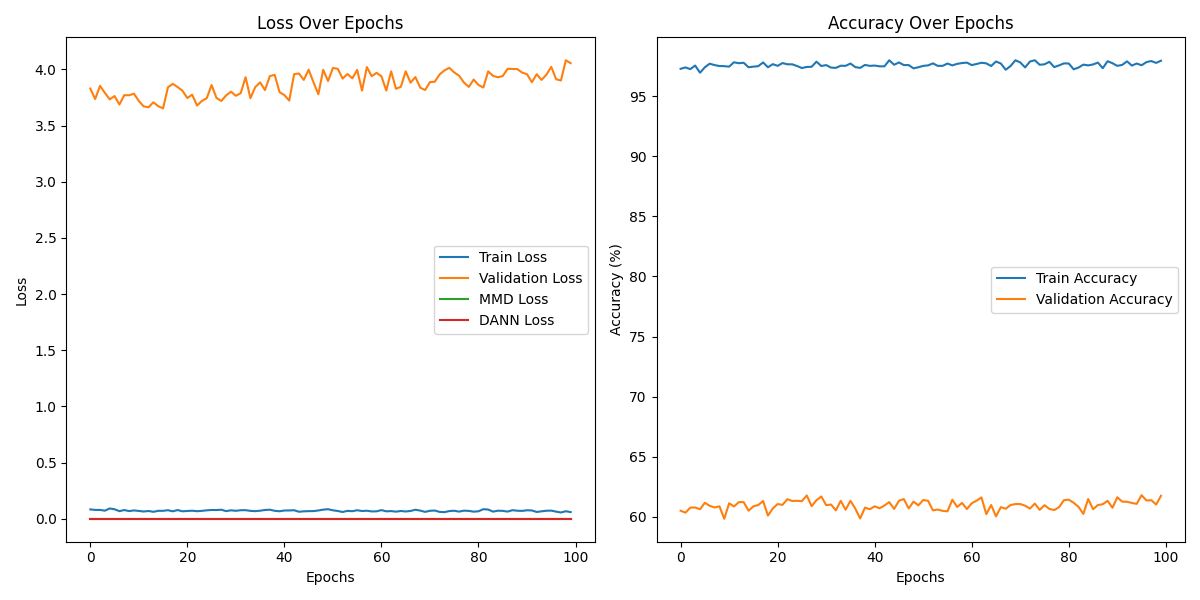 Loss Over Epochs
4.0
3.5
3.0
2.5
2.0
1.5
1.0
0.5
0.0
Loss
Train Loss
Validation Loss
MMD Loss
DANN Loss
0 20 40 60 80 100
Epochs
Accuracy Over Epochs
95
90
85
80
75
70
65
60
Accuracy (%)
Train Accuracy
Validation Accuracy
0 20 40 60 80 100
Epochs